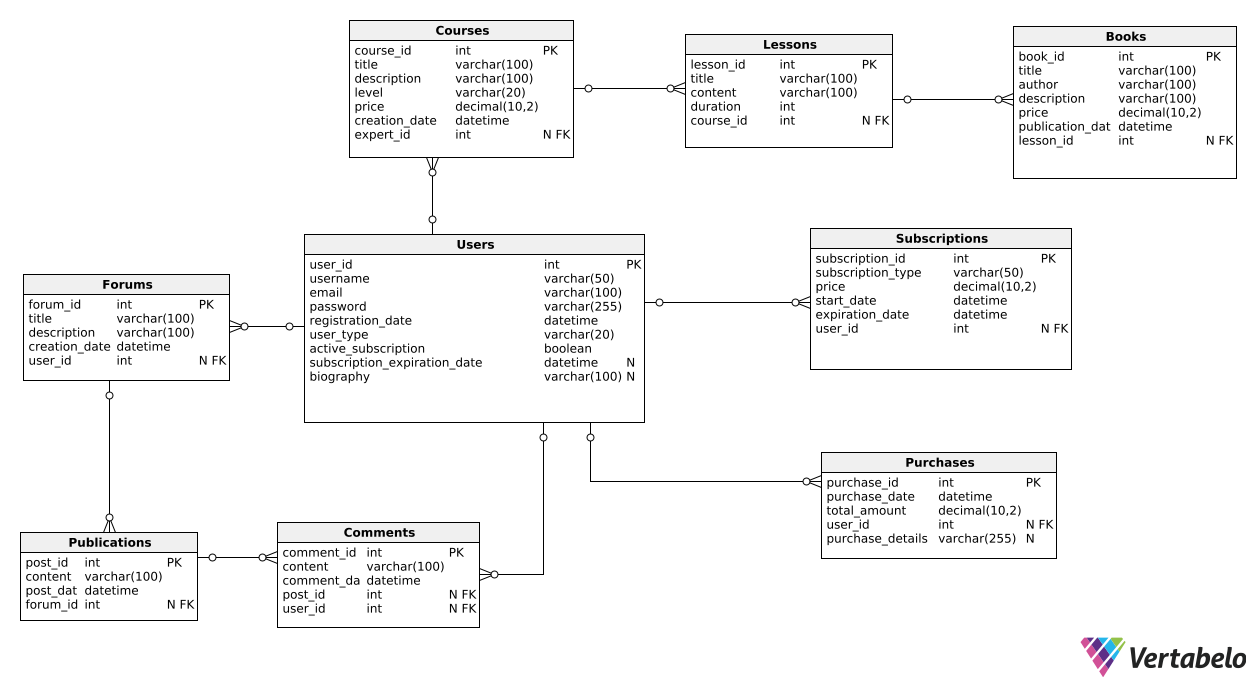 Courses
course_id int PK
title varchar(100)
description varchar(100)
level varchar(20)
price decimal(10,2)
creation_date datetime
expert_id int N FK
Lessons
lesson_id int PK
title varchar(100)
content varchar(100)
duration int
course_id int N FK
Books
book_id int PK
title varchar(100)
author varchar(100)
description varchar(100)
price decimal(10,2)
publication_dat datetime
lesson_id int N FK
Users
user_id int PK
username varchar(50)
email varchar(100)
password varchar(255)
registration_date datetime
user_type varchar(20)
active_subscription boolean
subscription_expiration_date datetime N
biography varchar(100) N
Subscriptions
subscription_id int PK
subscription_type varchar(50)
price decimal(10,2)
start_date datetime
expiration_date datetime
user_id int N FK
Forums
forum_id int PK
title varchar(100)
description varchar(100)
creation_date datetime
user_id int N FK
Purchases
purchase_id int PK
purchase_date datetime
total_amount decimal(10,2)
user_id int N FK
purchase_details varchar(255) N
Publications
post_id int PK
content varchar(100)
post_dat datetime
forum_id int N FK
Comments
comment_id int PK
content varchar(100)
comment_da datetime
post_id int N FK
user_id int N FK
Vertabelo